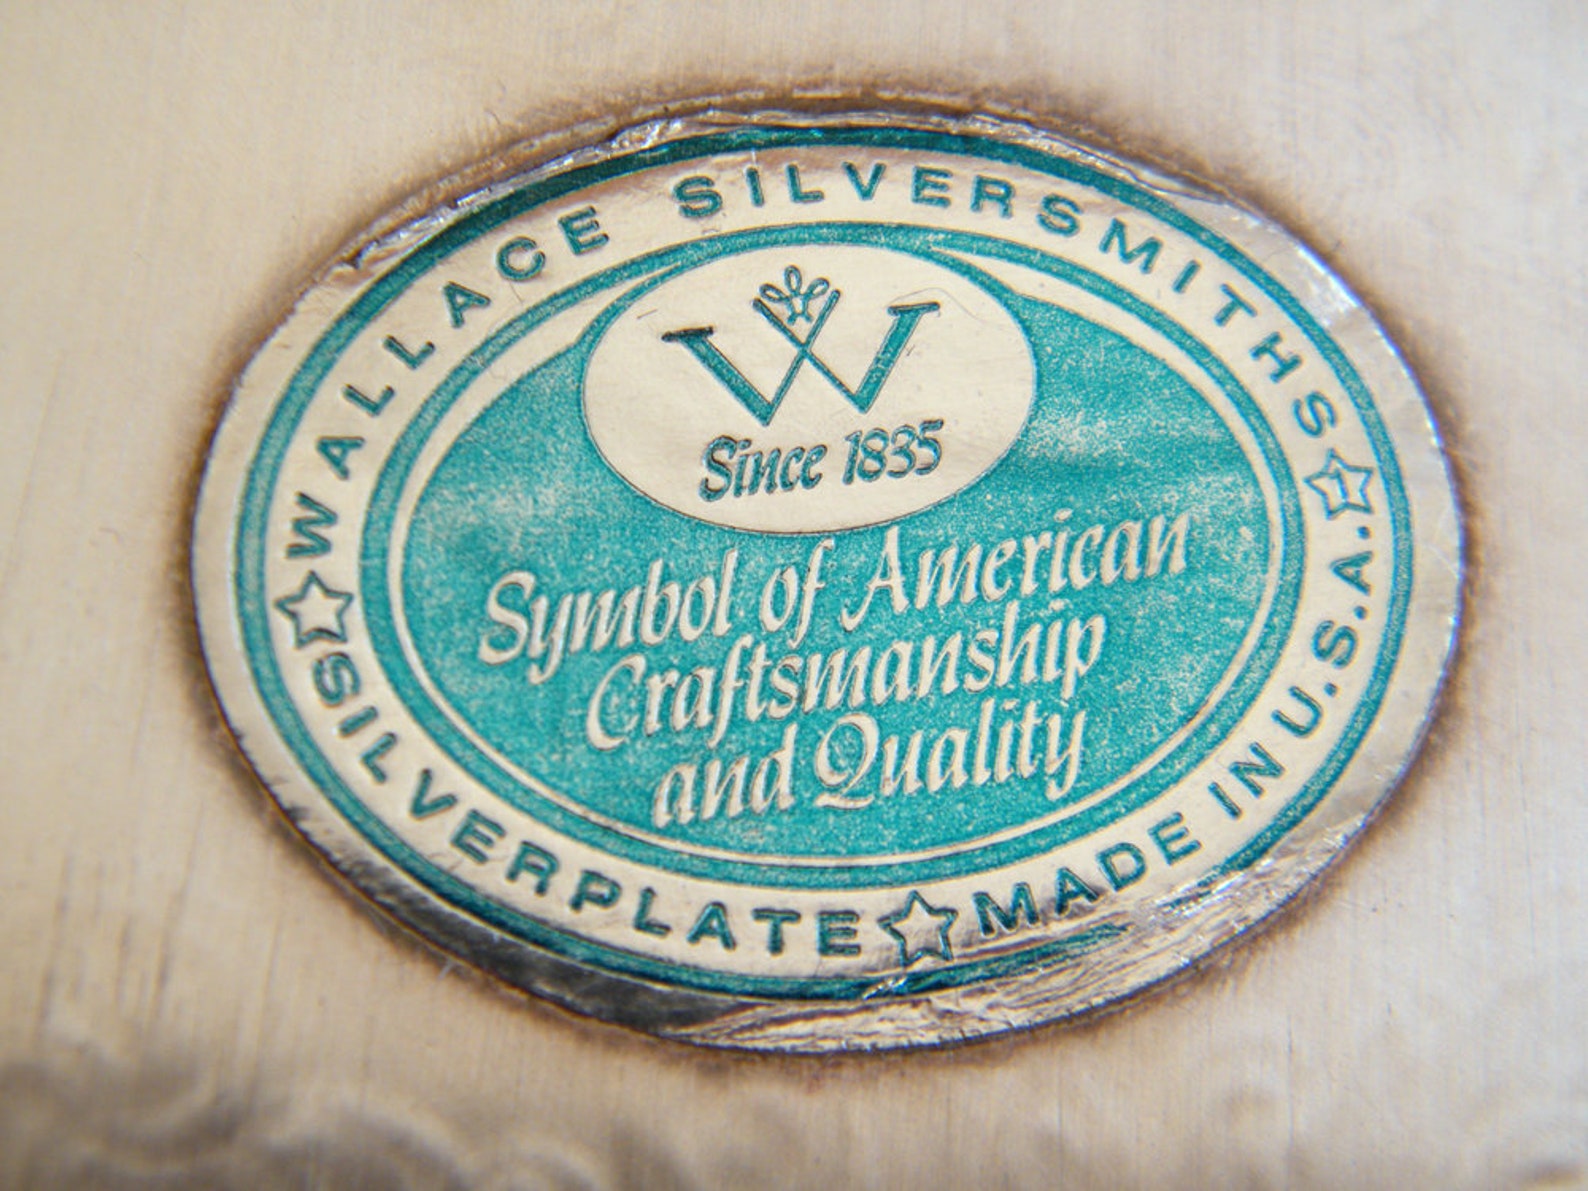 WALLACE SILVERSMITHS
W
Since 1835
Symbol of American
Craftsmanship
and Quality
SILVERPLATE
MADE IN U.S.A.